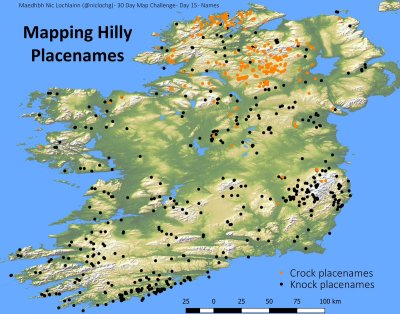 Maedhbh Nic Lochlainn (@niclochg)- 30 Day Map Challenge- Day 15- Names
Mapping Hilly
Placenames
Crock placenames
Knock placenames
25 0 25 50 75 100 km